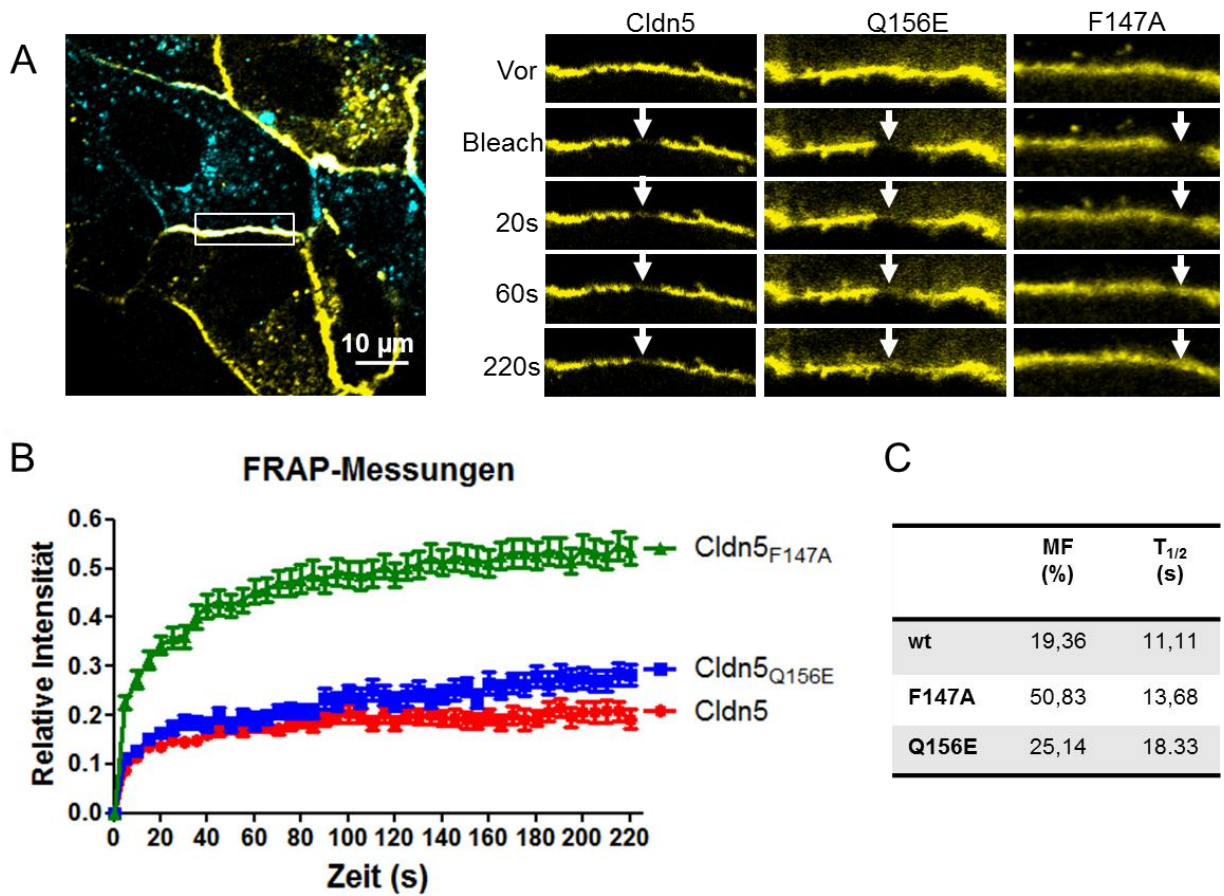 A
10 µm
Cldn5 Q156E F147A
Vor
Bleach
20s
60s
220s
B
FRAP-Messungen
Relative Intensität
0.6
0.5
0.4
0.3
0.2
0.1
0.0
0 20 40 60 80 100 120 140 160 180 200 220
Zeit (s)
Cldn5F147A
Cldn5Q156E
Cldn5
C
MF T1/2
(%) (s)
wt 19,36 11,11
F147A 50,83 13,68
Q156E 25,14 18.33